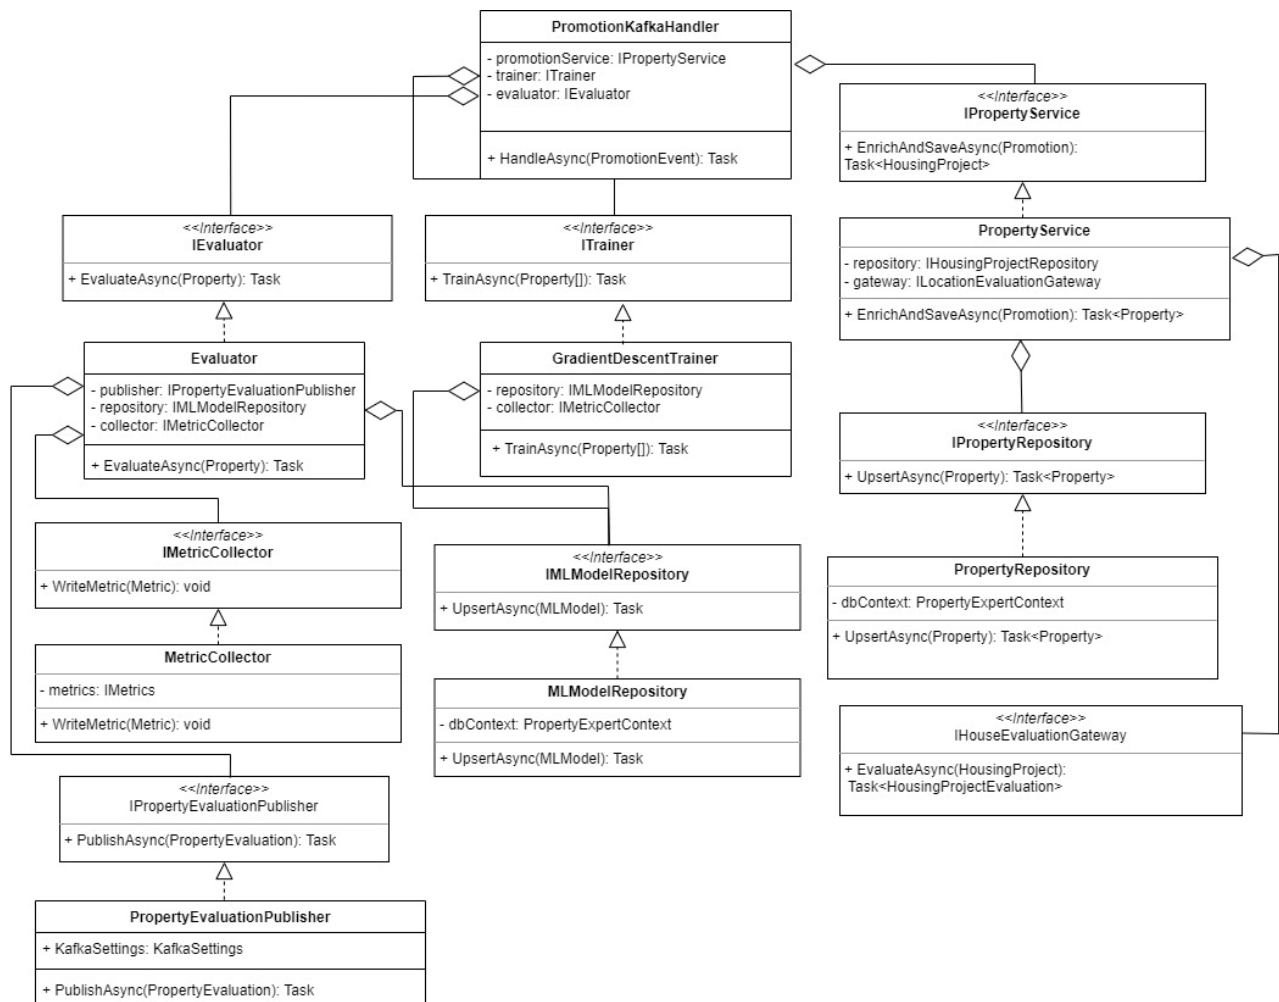 PromotionKafkaHandler
- promotionService: IPropertyService
- trainer: ITrainer
- evaluator: IEvaluator
+ HandleAsync(PromotionEvent): Task
<<Interface>>
IPropertyService
+ EnrichAndSaveAsync(Promotion):
Task<HousingProject>
<<Interface>>
IEvaluator
+ EvaluateAsync(Property): Task
<<Interface>>
ITrainer
+ TrainAsync(Property[]): Task
PropertyService
- repository: IHousingProjectRepository
- gateway: ILocationEvaluationGateway
+ EnrichAndSaveAsync(Promotion): Task<Property>
Evaluator
- publisher: IPropertyEvaluationPublisher
- repository: IMLModelRepository
- collector: IMetricCollector
+ EvaluateAsync(Property): Task
GradientDescentTrainer
- repository: IMLModelRepository
- collector: IMetricCollector
+ TrainAsync(Property[]): Task
<<Interface>>
IPropertyRepository
+ UpsertAsync(Property): Task<Property>
<<Interface>>
IMetricCollector
+ WriteMetric(Metric): void
<<Interface>>
IMLModelRepository
+ UpsertAsync(MLModel): Task
PropertyRepository
- dbContext: PropertyExpertContext
+ UpsertAsync(Property): Task<Property>
MetricCollector
- metrics: IMetrics
+ WriteMetric(Metric): void
MLModelRepository
- dbContext: PropertyExpertContext
+ UpsertAsync(MLModel): Task
<<Interface>>
IHouseEvaluationGateway
+ EvaluateAsync(HousingProject):
Task<HousingProjectEvaluation>
<<Interface>>
IPropertyEvaluationPublisher
+ PublishAsync(PropertyEvaluation): Task
PropertyEvaluationPublisher
+ KafkaSettings: KafkaSettings
+ PublishAsync(PropertyEvaluation): Task